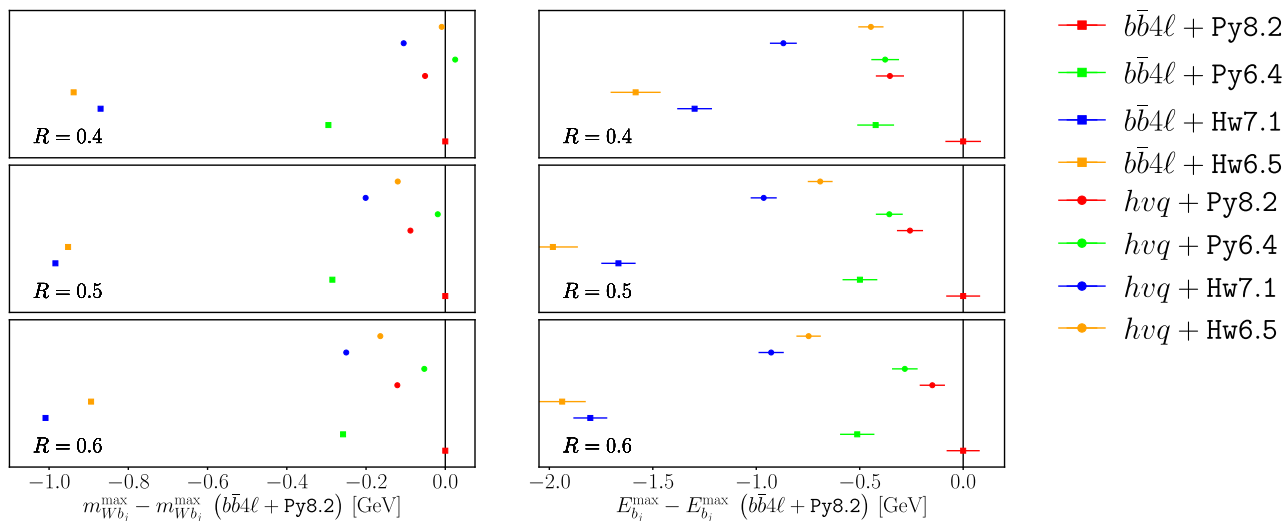 R = 0.4
R = 0.5
R = 0.6
−1.0 −0.8 −0.6 −0.4 −0.2 0.0
m_{Wb_j}^{max} − m_{Wb_j}^{max} (bb̄4ℓ + Py8.2) [GeV]
R = 0.4
R = 0.5
R = 0.6
−2.0 −1.5 −1.0 −0.5 0.0
E_{b_j}^{max} − E_{b_j}^{max} (bb̄4ℓ + Py8.2) [GeV]
bb̄4ℓ + Py8.2
bb̄4ℓ + Py6.4
bb̄4ℓ + Hw7.1
bb̄4ℓ + Hw6.5
hvq + Py8.2
hvq + Py6.4
hvq + Hw7.1
hvq + Hw6.5